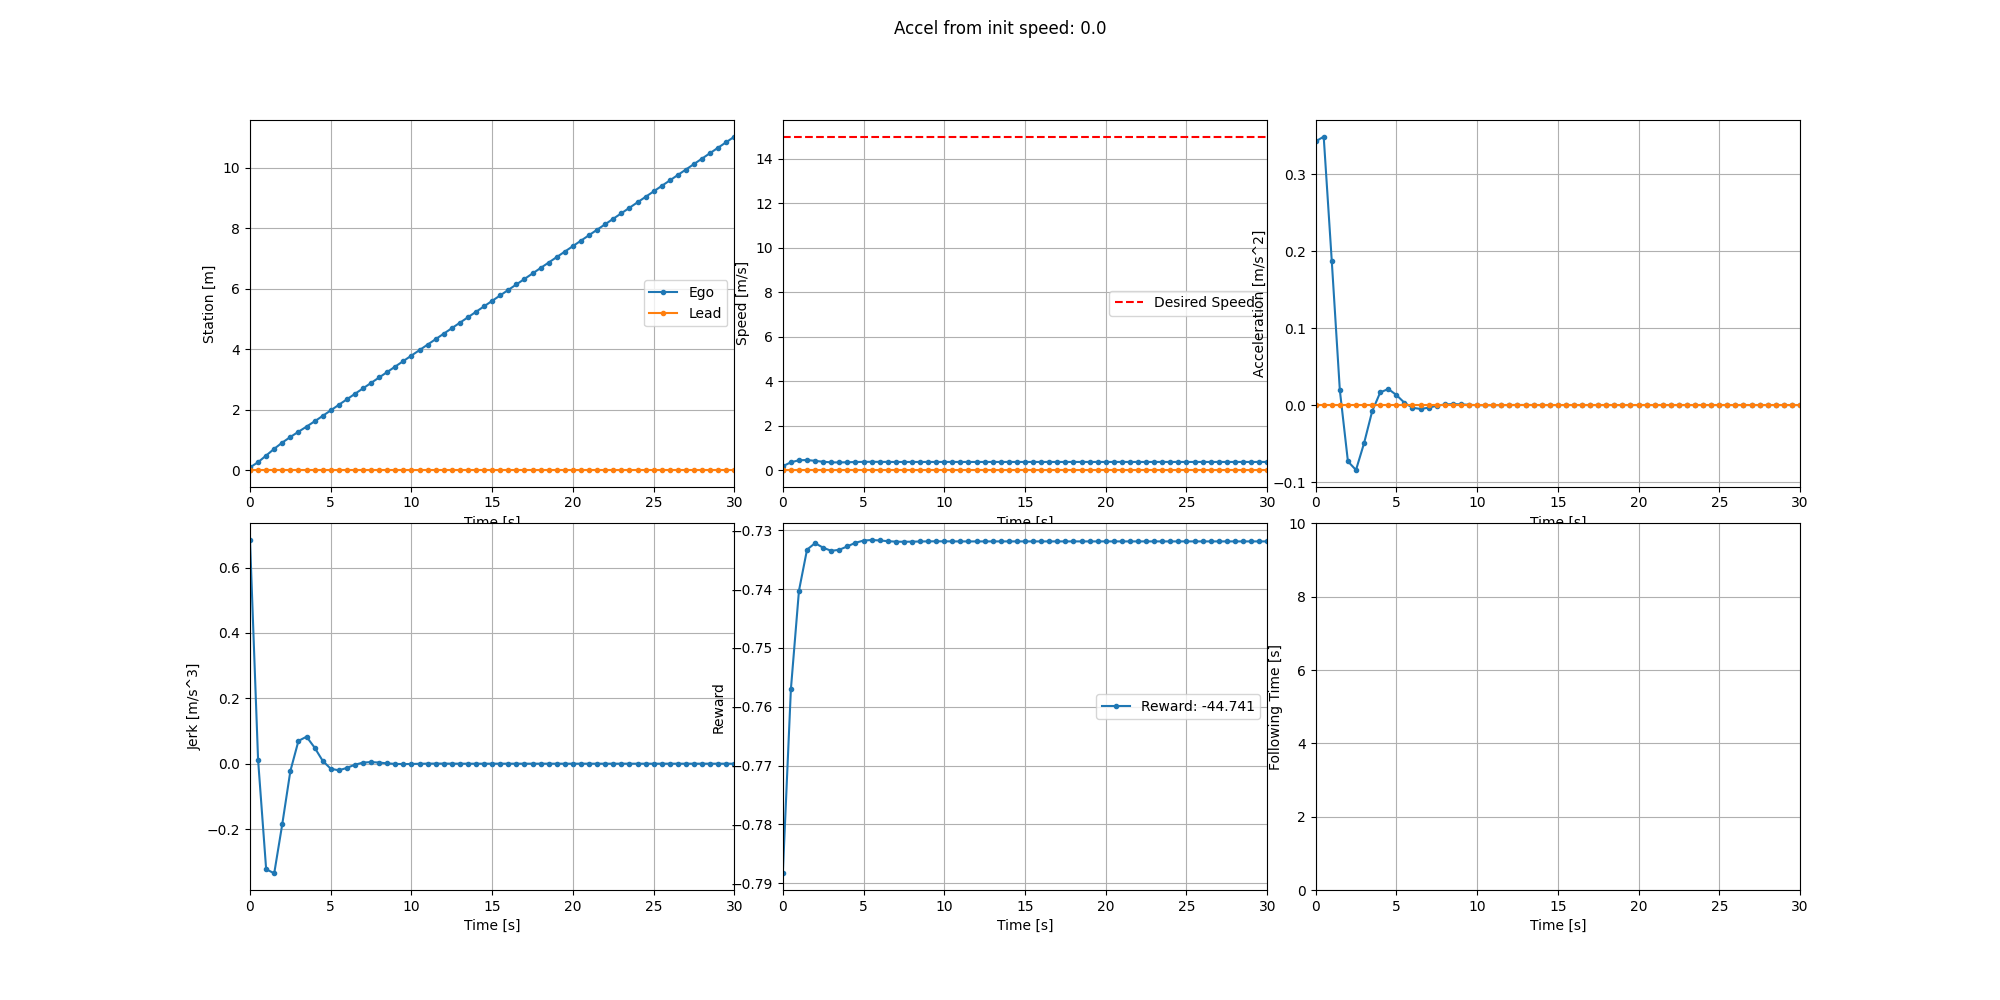 Accel from init speed: 0.0
Station [m]
10
8
6
4
2
0
Ego
Lead
0 5 10 15 20 25 30
Time [s]
Speed [m/s]
14
12
10
8
6
4
2
0
Desired Speed
0 5 10 15 20 25 30
Time [s]
Acceleration [m/s^2]
0.3
0.2
0.1
0.0
−0.1
0 5 10 15 20 25 30
Time [s]
Jerk [m/s^3]
0.6
0.4
0.2
0.0
−0.2
0 5 10 15 20 25 30
Time [s]
Reward
−0.73
−0.74
−0.75
−0.76
−0.77
−0.78
−0.79
Reward: -44.741
0 5 10 15 20 25 30
Time [s]
Following Time [s]
10
8
6
4
2
0
0 5 10 15 20 25 30
Time [s]